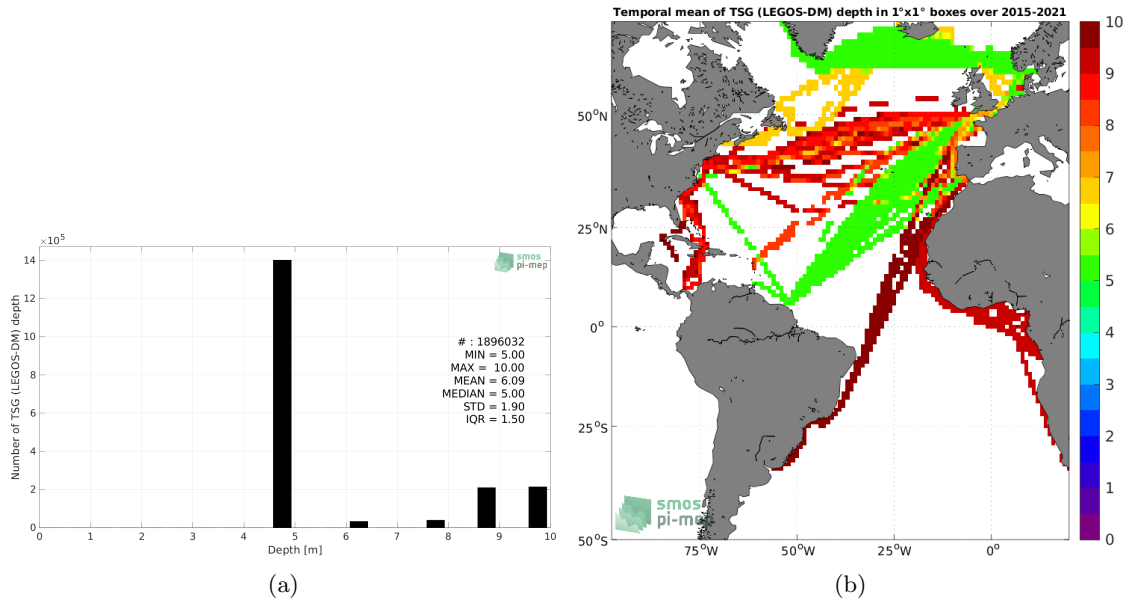 ×10⁵
14
12
10
8
6
4
2
0
0 1 2 3 4 5 6 7 8 9 10
Number of TSG (LEGOS-DM) depth
Depth [m]
smos
pi-mep
# : 1896032
MIN = 5.00
MAX = 10.00
MEAN = 6.09
MEDIAN = 5.00
STD = 1.90
IQR = 1.50
(a)
Temporal mean of TSG (LEGOS-DM) depth in 1°x1° boxes over 2015-2021
50°N
25°N
0°
25°S
50°S
75°W 50°W 25°W 0°
smos
pi-mep
10
9
8
7
6
5
4
3
2
1
0
(b)